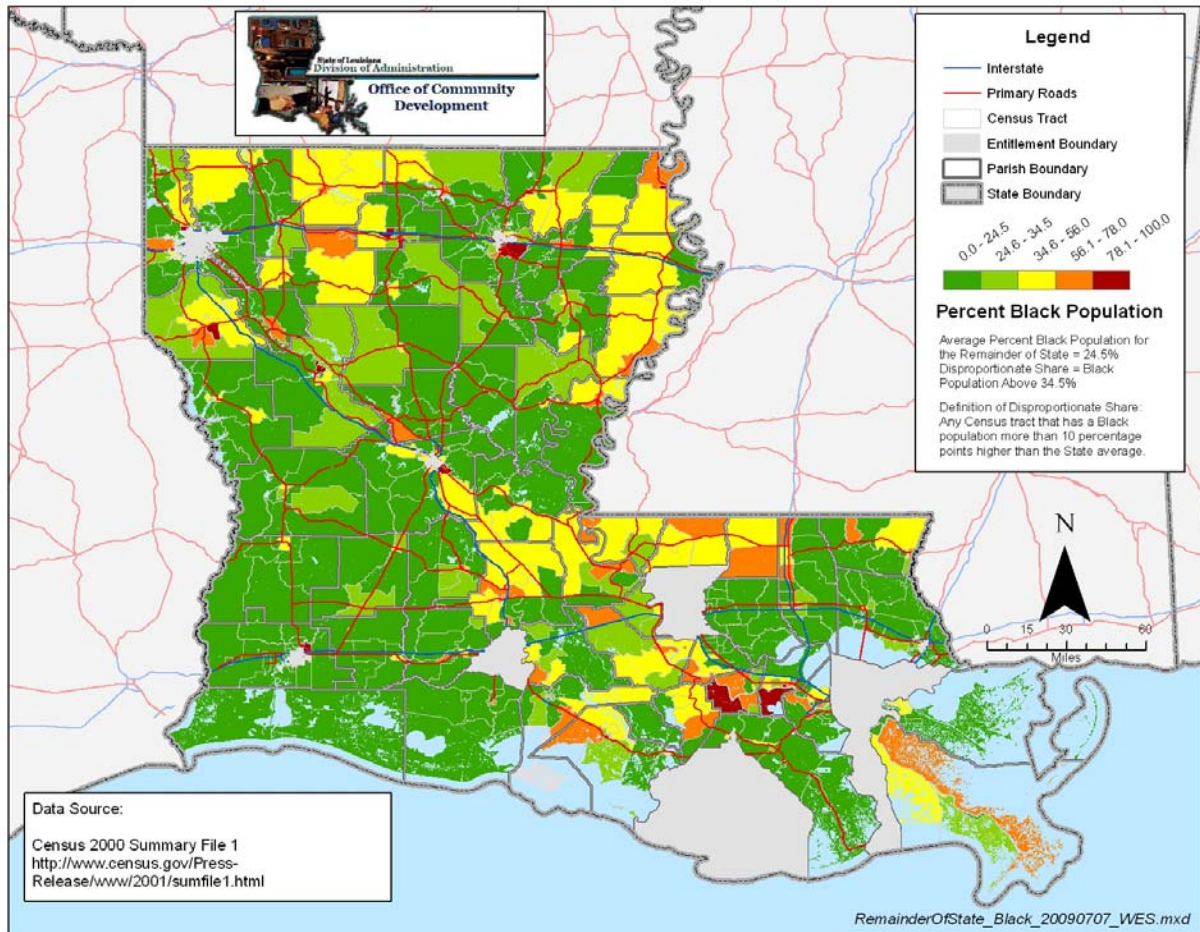 State of Louisiana
Division of Administration
Office of Community
Development
Legend
Interstate
Primary Roads
Census Tract
Entitlement Boundary
Parish Boundary
State Boundary
0.0 - 24.5
24.6 - 34.5
34.6 - 56.0
56.1 - 78.0
78.1 - 100.0
Percent Black Population
Average Percent Black Population for
the Remainder of State = 24.5%
Disproportionate Share = Black
Population Above 34.5%
Definition of Disproportionate Share:
Any Census tract that has a Black
population more than 10 percentage
points higher than the State average.
N
0 15 30 60
Miles
Data Source:
Census 2000 Summary File 1
http://www.census.gov/Press-
Release/www/2001/sumfile1.html
RemainderOfState_Black_20090707_WES.mxd